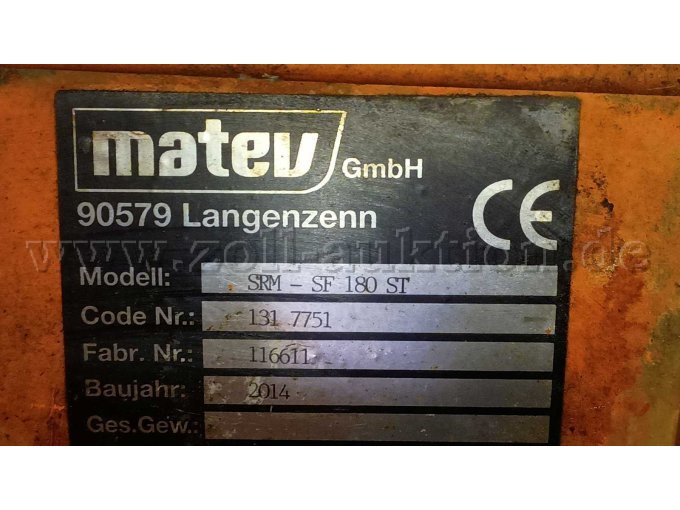 matev GmbH
90579 Langenzenn
CE
www.zoll-auktion.de
Modell: SRM - SF 180 ST
Code Nr.: 131 7751
Fabr. Nr.: 116611
Baujahr: 2014
Ges.Gew.: